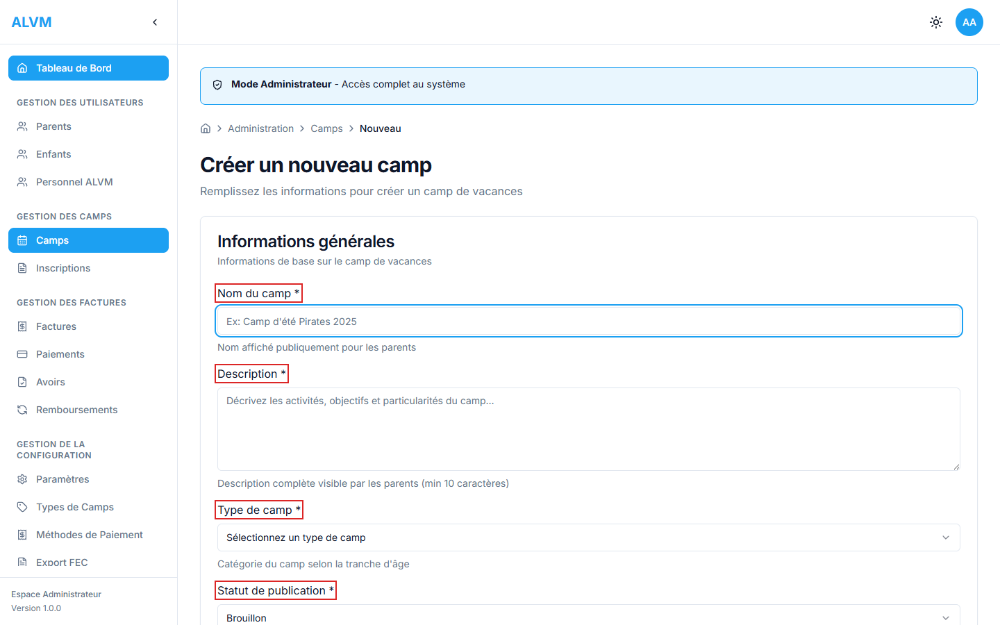 ALVM
AA
Tableau de Bord
GESTION DES UTILISATEURS
Parents
Enfants
Personnel ALVM
GESTION DES CAMPS
Camps
Inscriptions
GESTION DES FACTURES
Factures
Paiements
Avoirs
Remboursements
GESTION DE LA
CONFIGURATION
Paramètres
Types de Camps
Méthodes de Paiement
Export FEC
Espace Administrateur
Version 1.0.0
Mode Administrateur - Accès complet au système
Administration > Camps > Nouveau
Créer un nouveau camp
Remplissez les informations pour créer un camp de vacances
Informations générales
Informations de base sur le camp de vacances
Nom du camp *
Ex: Camp d'été Pirates 2025
Nom affiché publiquement pour les parents
Description *
Décrivez les activités, objectifs et particularités du camp...
Description complète visible par les parents (min 10 caractères)
Type de camp *
Sélectionnez un type de camp
Catégorie du camp selon la tranche d'âge
Statut de publication *
Brouillon